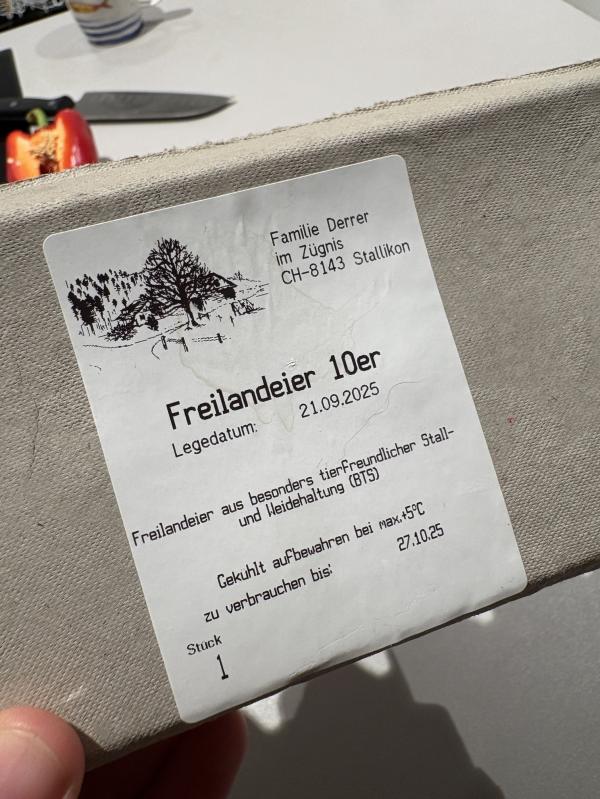 Familie Derrer
im Zügnis
CH-8143 Stallikon
Freilandeier 10er
Legedatum: 21.09.2025
Freilandeier aus besonders tierfreundlicher Stall-
und Weidehaltung (BTS)
Gekühlt aufbewahren bei max.+5°C
zu verbrauchen bis: 27.10.25
Stück
1